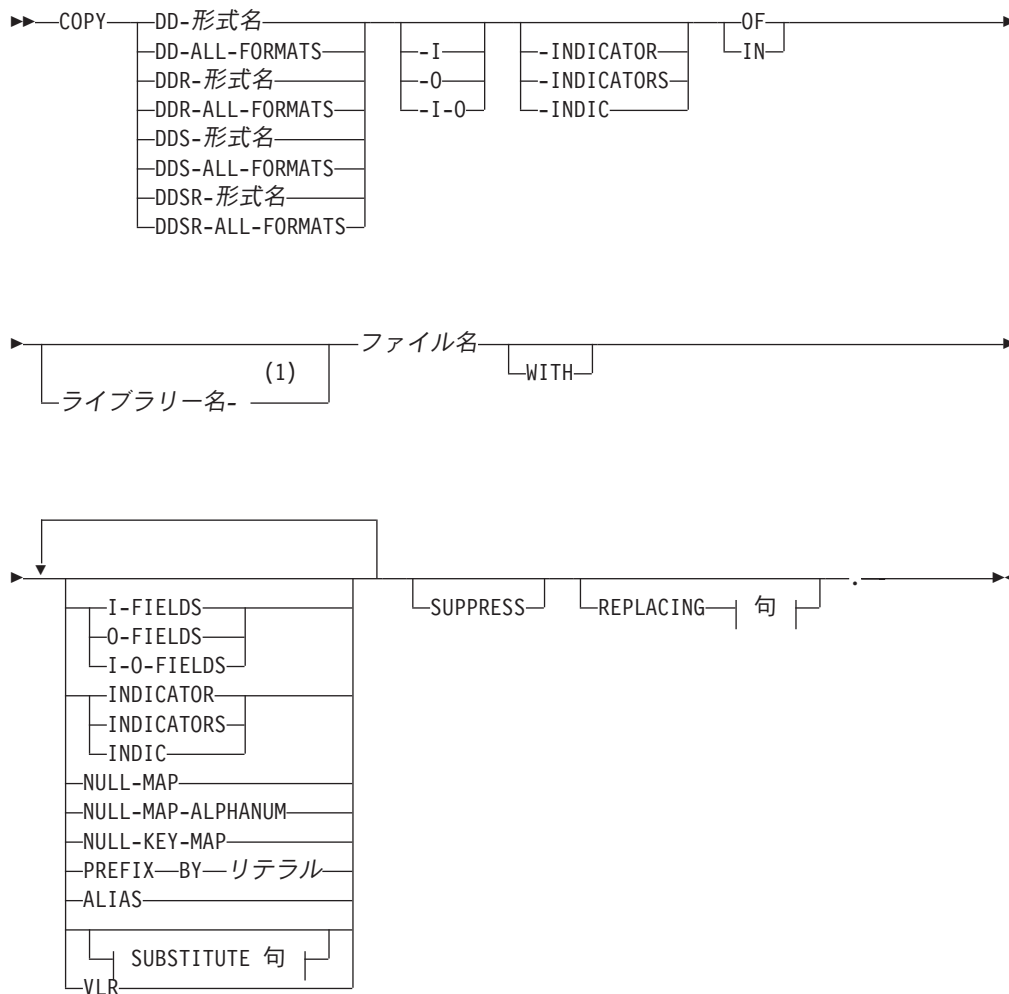 COPY DD-形式名 OF
DD-ALL-FORMATS -I -INDICATOR IN
DDR-形式名 -O -INDICATORS
DDR-ALL-FORMATS -I-O -INDIC
DDS-形式名
DDS-ALL-FORMATS
DDSR-形式名
DDSR-ALL-FORMATS
ファイル名
(1) WITH
ライブラリー名-
I-FIELDS SUPPRESS REPLACING 句 .
O-FIELDS
I-O-FIELDS
INDICATOR
INDICATORS
INDIC
NULL-MAP
NULL-MAP-ALPHANUM
NULL-KEY-MAP
PREFIX BY リテラル
ALIAS
SUBSTITUTE 句
VLR